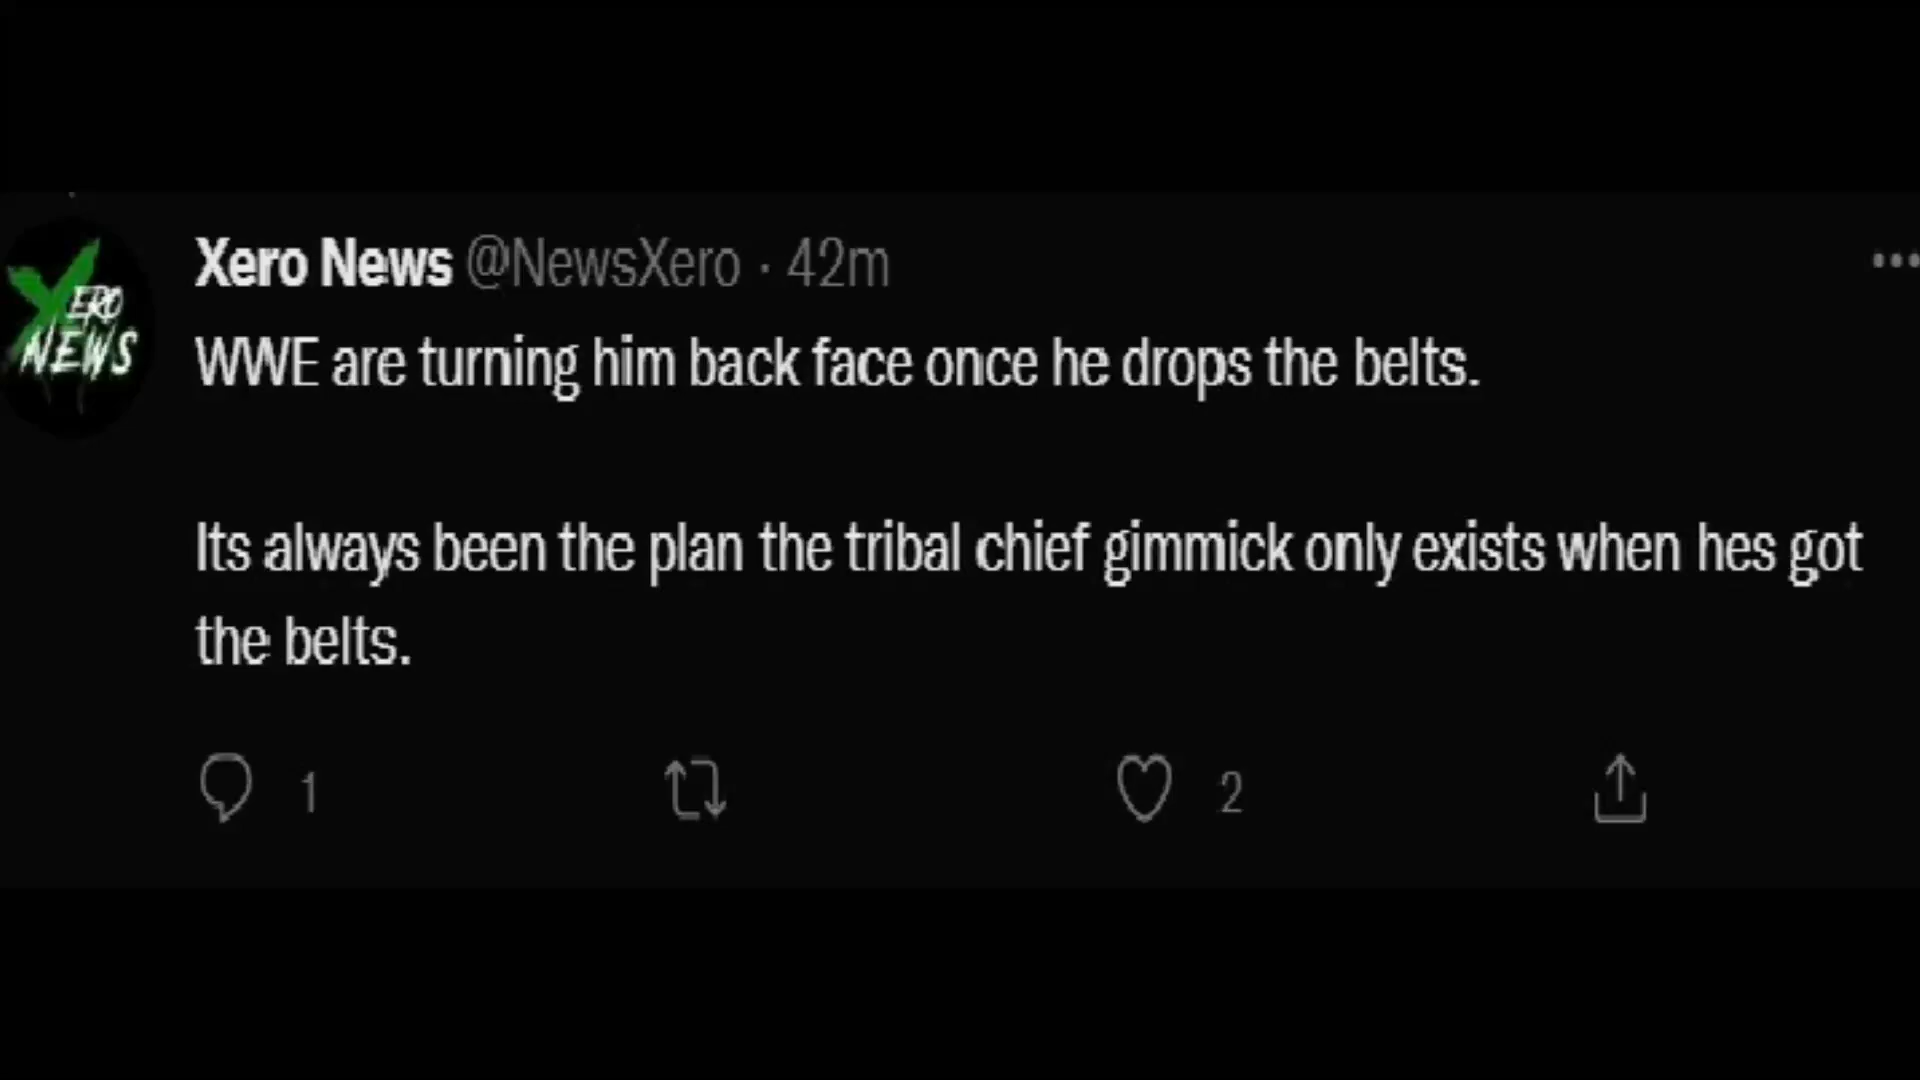 Xero News @NewsXero · 42m
XERO
NEWS
WWE are turning him back face once he drops the belts.
Its always been the plan the tribal chief gimmick only exists when hes got
the belts.
1
2